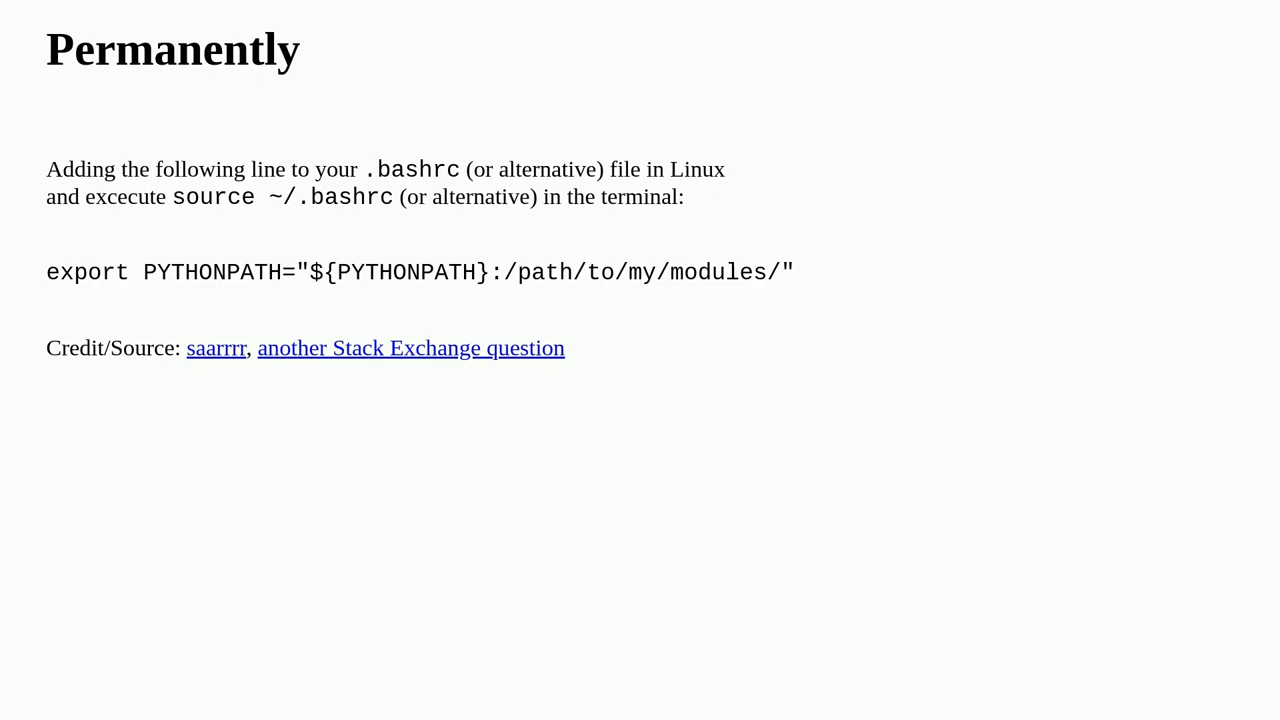 Permanently
Adding the following line to your .bashrc (or alternative) file in Linux
and excecute source ~/.bashrc (or alternative) in the terminal:
export PYTHONPATH="${PYTHONPATH}:/path/to/my/modules/"
Credit/Source: saarrrr, another Stack Exchange question